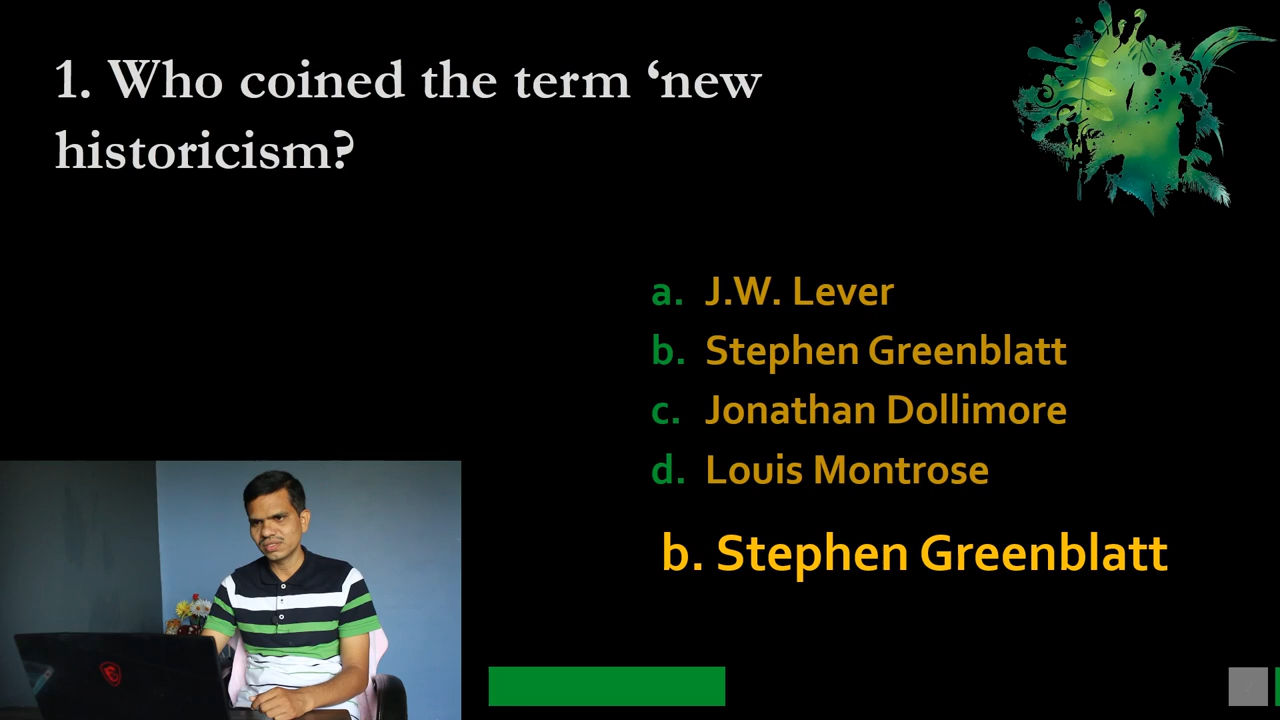 1. Who coined the term ‘new
historicism?
a. J.W. Lever
b. Stephen Greenblatt
c. Jonathan Dollimore
d. Louis Montrose
b. Stephen Greenblatt